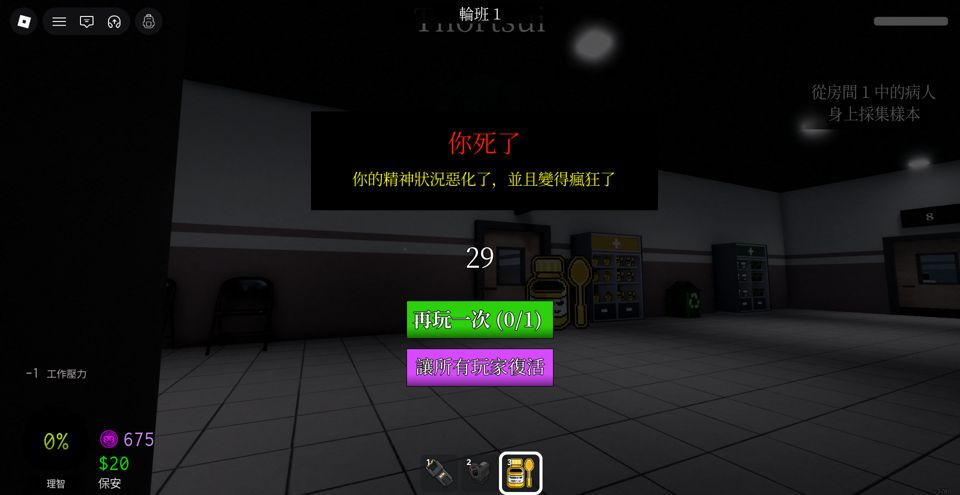 輪班 1
Thortsui
從房間 1 中的病人
身上採集樣本
你死了
你的精神狀況惡化了，並且變得瘋狂了
8
29
再玩一次 (0/1)
讓所有玩家復活
-1 工作壓力
0%
675
$20
理智
保安
1
2
3